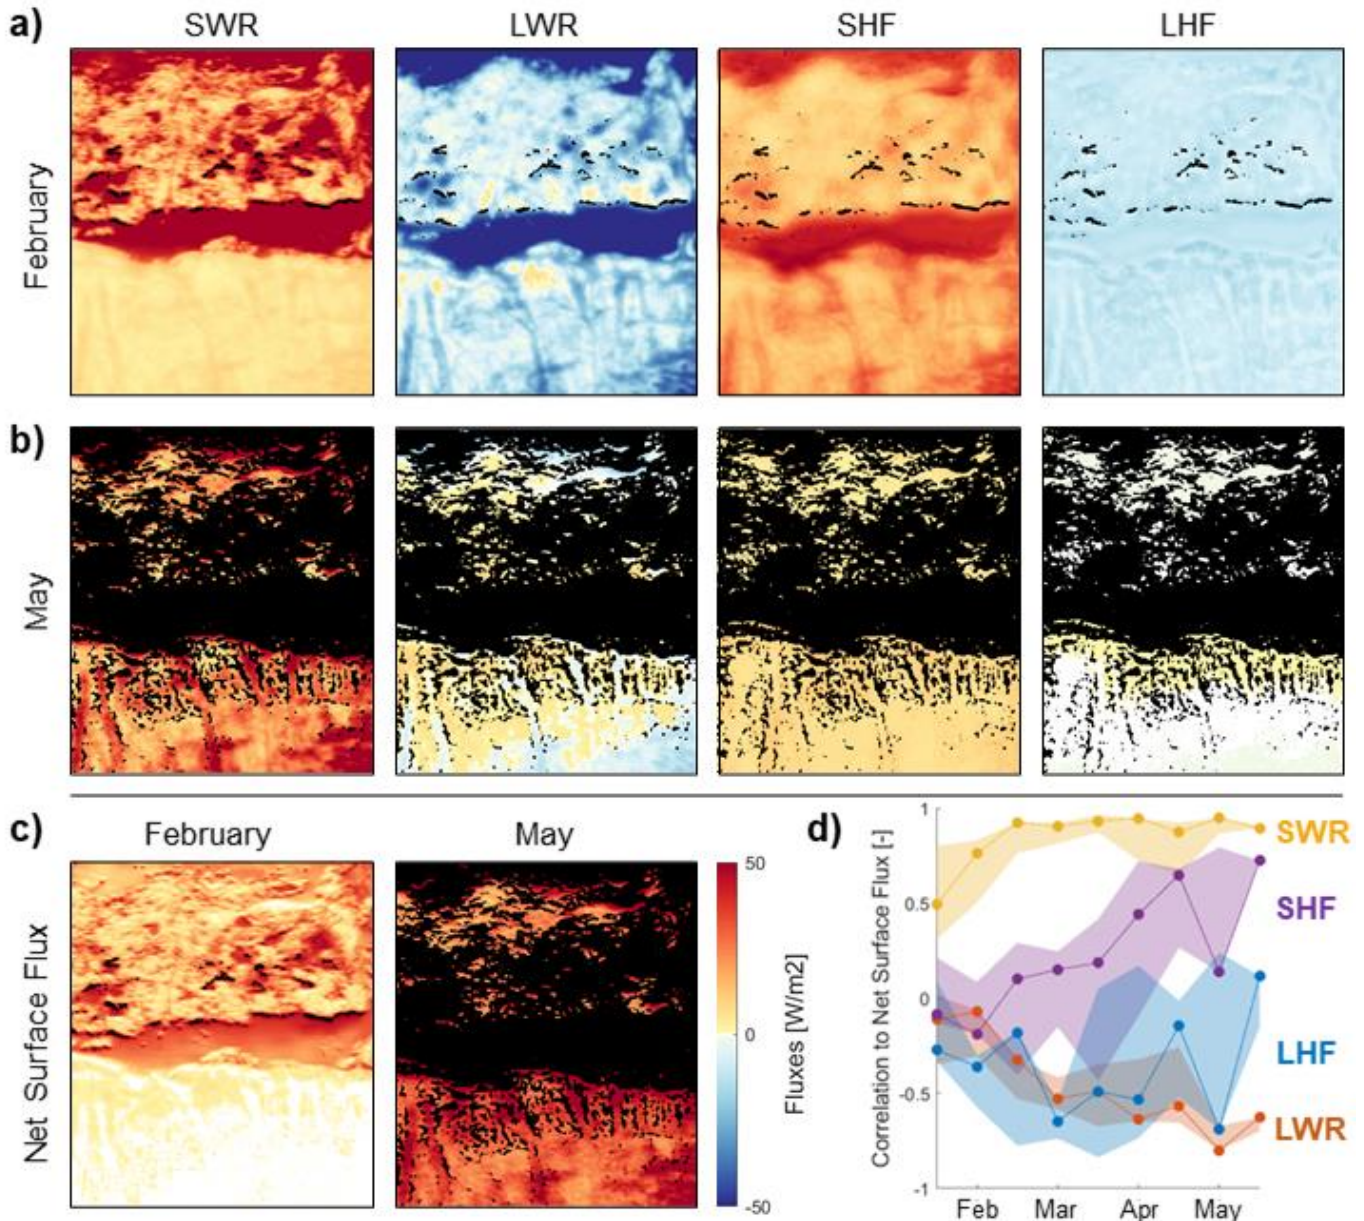 a)
SWR
LWR
SHF
LHF
February
b)
May
c)
February
May
Net Surface Flux
50
0
-50
Fluxes [W/m2]
d)
Correlation to Net Surface Flux [-]
1
0.5
0
-0.5
-1
Feb
Mar
Apr
May
SWR
SHF
LHF
LWR